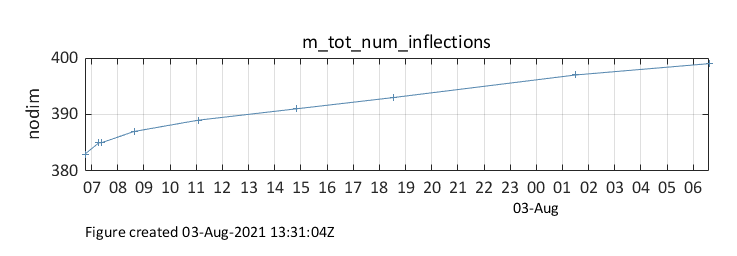 m_tot_num_inflections
nodim
400
390
380
07 08 09 10 11 12 13 14 15 16 17 18 19 20 21 22 23 00 01 02 03 04 05 06
03-Aug
Figure created 03-Aug-2021 13:31:04Z